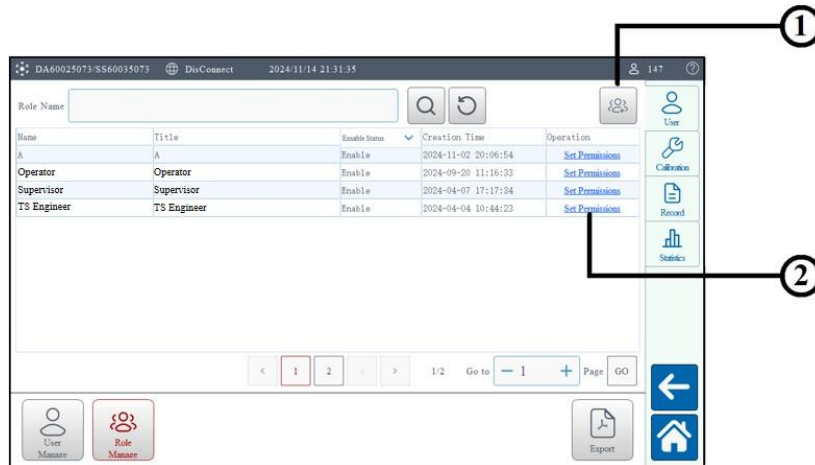 1
DA60025073/SS60035073 DisConnect 2024/11/14 21:31:35 147
Role Name
User
Name Title Enuable Status Creation Time Operation
A A Enable 2024-11-02 20:06:54 Set Permissions
Calibration
Operator Operator Enable 2024-09-20 11:16:33 Set Permissions
Supervisor Supervisor Enable 2024-04-07 17:17:34 Set Permissions
TS Engineer TS Engineer Enable 2024-04-04 10:44:23 Set Permissions
Record
Statistics
2
< 1 2 > 1/2 Go to − 1 + Page GO
User
Manage
Role
Manage
Export